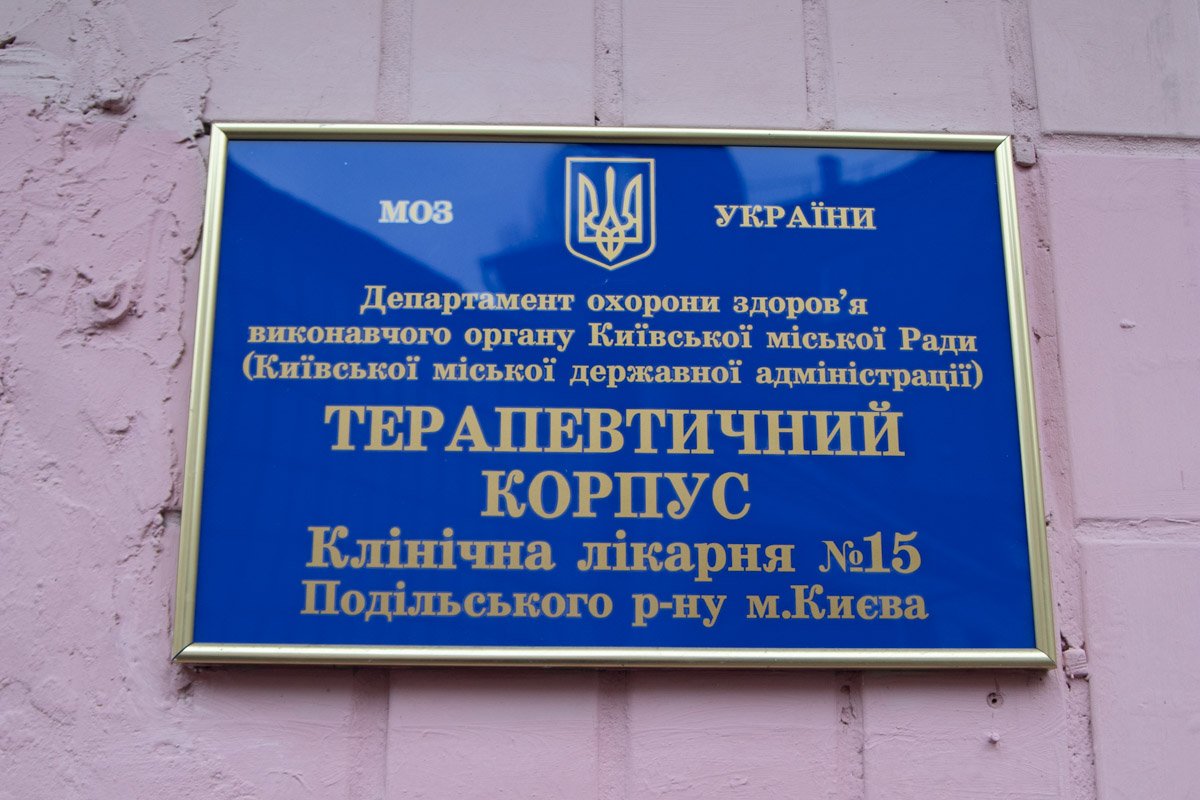 МОЗ УКРАЇНИ
Департамент охорони здоров’я
виконавчого органу Київської міської Ради
(Київської міської державної адміністрації)
ТЕРАПЕВТИЧНИЙ
КОРПУС
Клінічна лікарня №15
Подільського р-ну м.Києва